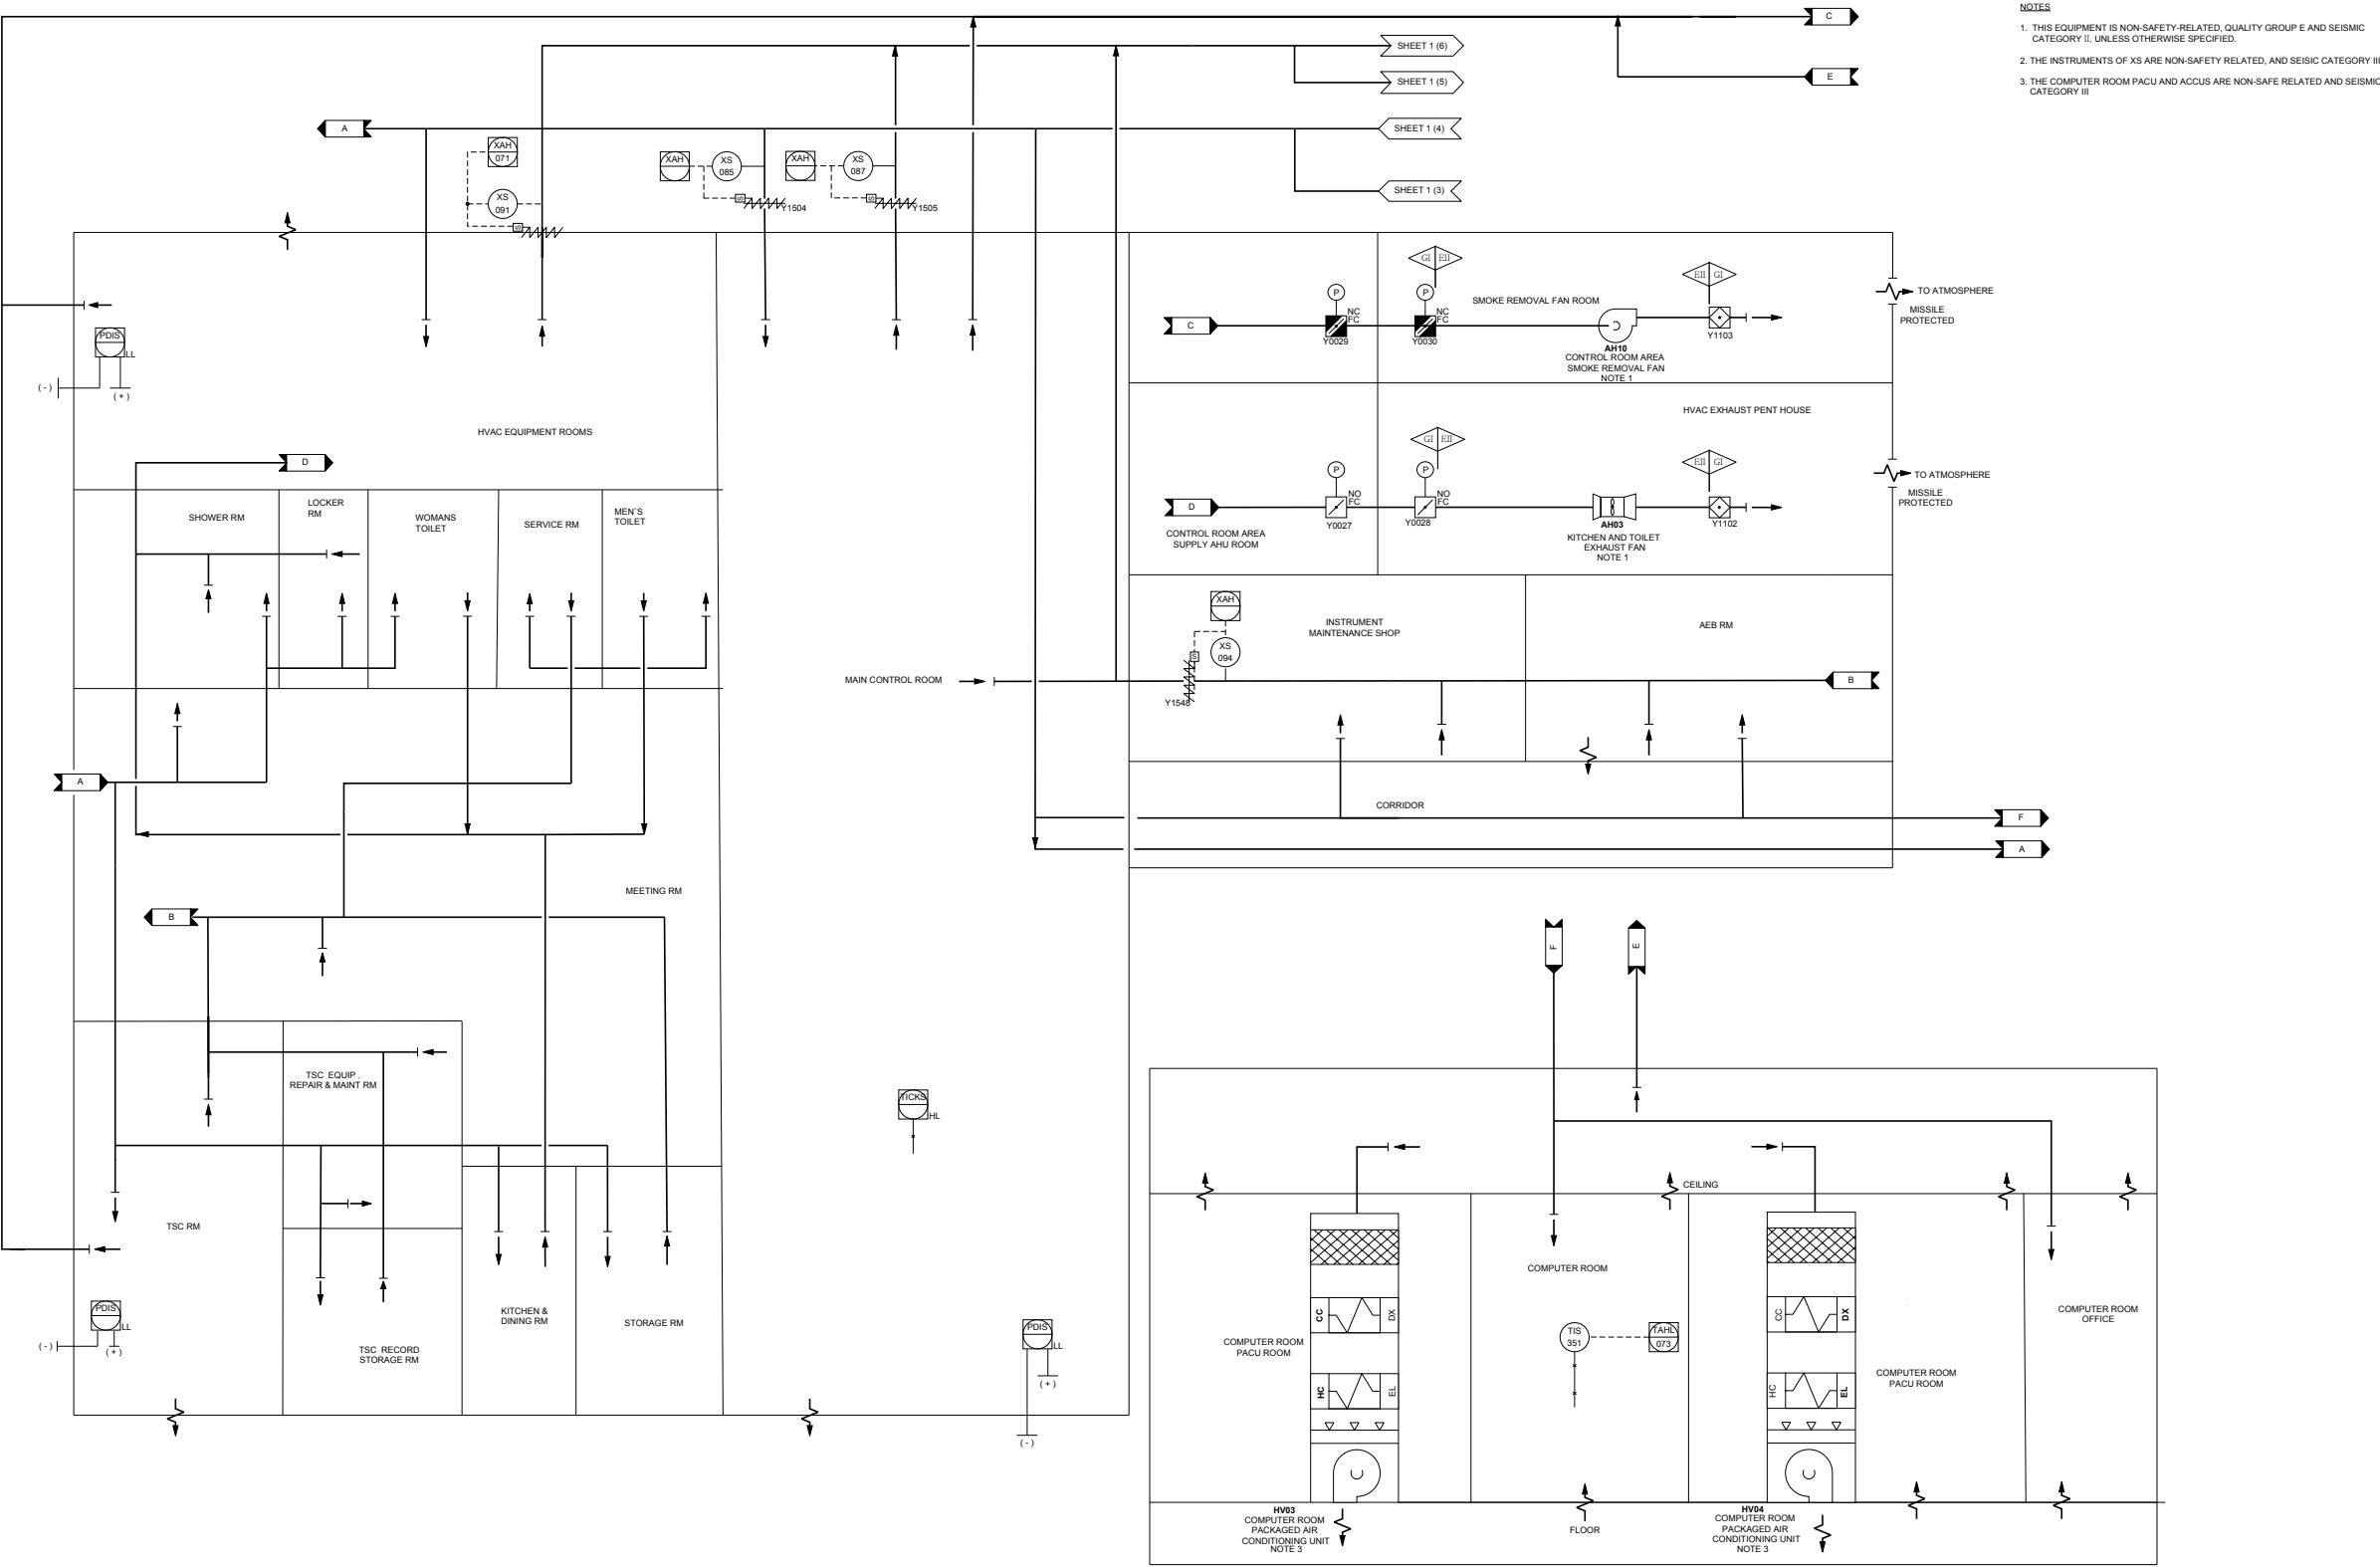 NOTES
1. THIS EQUIPMENT IS NON-SAFETY-RELATED, QUALITY GROUP E AND SEISMIC
CATEGORY II, UNLESS OTHERWISE SPECIFIED.
2. THE INSTRUMENTS OF XS ARE NON-SAFETY RELATED, AND SEISIC CATEGORY III
3. THE COMPUTER ROOM PACU AND ACCUS ARE NON-SAFE RELATED AND SEISMIC
CATEGORY III
C
SHEET 1 (6)
E
SHEET 1 (5)
A
SHEET 1 (4)
SHEET 1 (3)
XAH
071
XS
091
S
XAH
XS
085
S
Y1504
XAH
XS
087
S
Y1505
PDIS
LL
( - )
( + )
HVAC EQUIPMENT ROOMS
D
GI
EII
EII
GI
P
P
SMOKE REMOVAL FAN ROOM
NC
FC
NC
FC
C
Y0029
Y0030
Y1103
AH10
CONTROL ROOM AREA
SMOKE REMOVAL FAN
NOTE 1
TO ATMOSPHERE
MISSILE
PROTECTED
HVAC EXHAUST PENT HOUSE
GI
EII
EII
GI
P
P
NO
FC
NO
FC
D
Y0027
Y0028
Y1102
AH03
KITCHEN AND TOILET
EXHAUST FAN
NOTE 1
CONTROL ROOM AREA
SUPPLY AHU ROOM
TO ATMOSPHERE
MISSILE
PROTECTED
SHOWER RM
LOCKER
RM
WOMANS
TOILET
SERVICE RM
MEN`S
TOILET
XAH
XS
094
S
Y1548
INSTRUMENT
MAINTENANCE SHOP
AEB RM
MAIN CONTROL ROOM
B
A
CORRIDOR
F
A
MEETING RM
B
F
E
TSC EQUIP .
REPAIR & MAINT RM
TICKS
HL
TSC RM
CEILING
PDIS
LL
( - )
( + )
TSC RECORD
STORAGE RM
KITCHEN &
DINING RM
STORAGE RM
PDIS
LL
( + )
( - )
COMPUTER ROOM
COMPUTER ROOM
PACU ROOM
CC
DX
HC
EL
TIS
351
TAHL
073
CC
DX
HC
EL
COMPUTER ROOM
PACU ROOM
COMPUTER ROOM
OFFICE
HV03
COMPUTER ROOM
PACKAGED AIR
CONDITIONING UNIT
NOTE 3
FLOOR
HV04
COMPUTER ROOM
PACKAGED AIR
CONDITIONING UNIT
NOTE 3